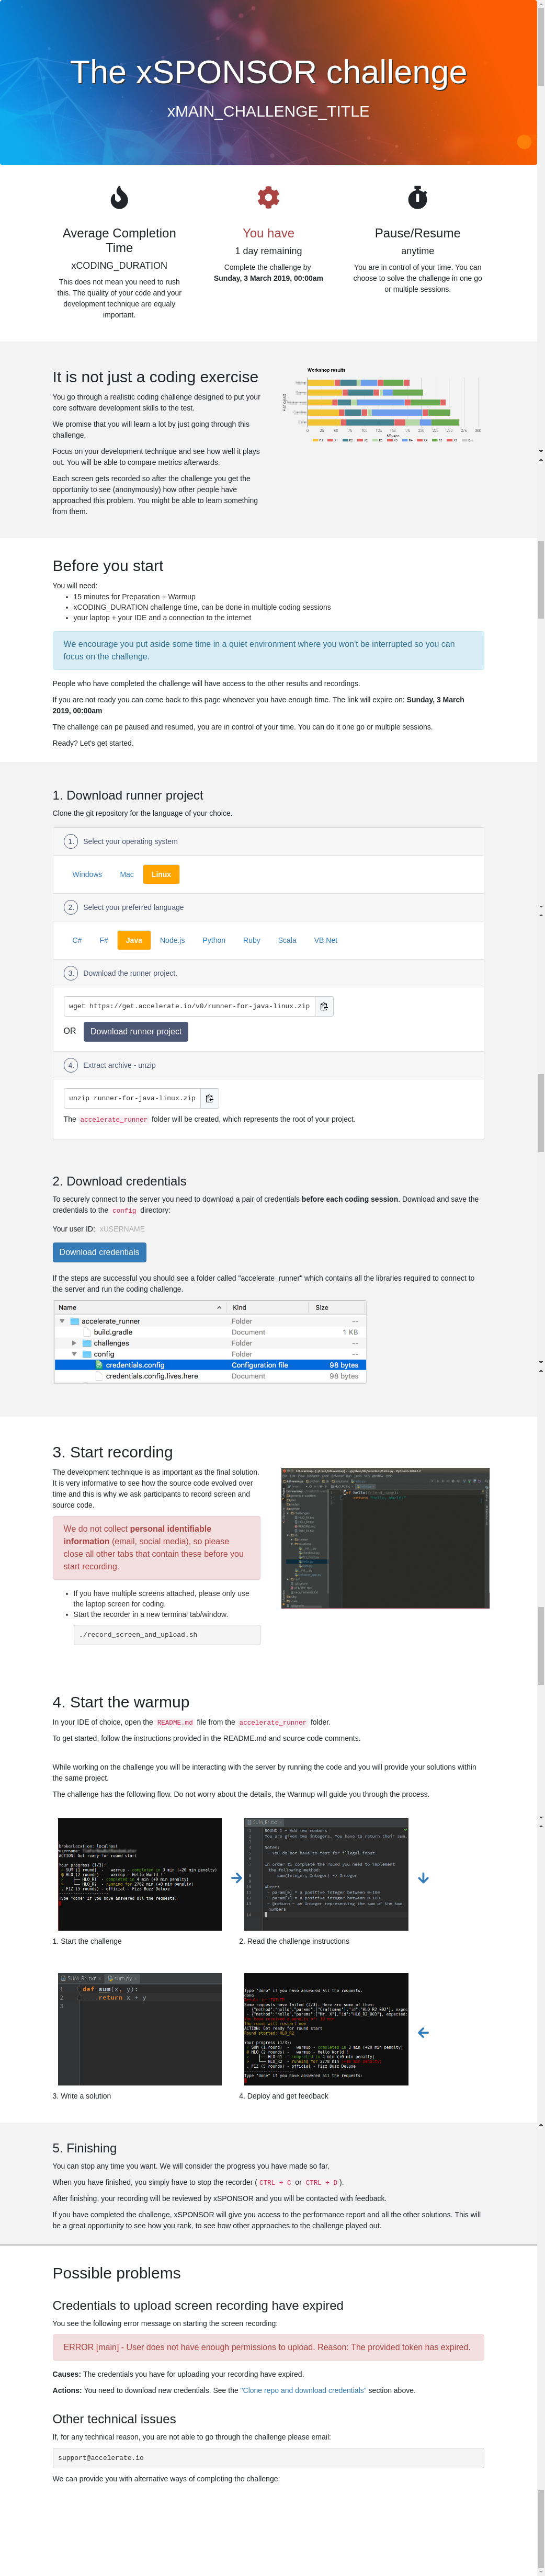 The xSPONSOR challenge
xMAIN_CHALLENGE_TITLE
Average Completion
Time
xCODING_DURATION
This does not mean you need to rush
this. The quality of your code and your
development technique are equaly
important.
You have
1 day remaining
Complete the challenge by
Sunday, 3 March 2019, 00:00am
Pause/Resume
anytime
You are in control of your time. You can
choose to solve the challenge in one go
or multiple sessions.
It is not just a coding exercise
You go through a realistic coding challenge designed to put your
core software development skills to the test.
We promise that you will learn a lot by just going through this
challenge.
Focus on your development technique and see how well it plays
out. You will be able to compare metrics afterwards.
Each screen gets recorded so after the challenge you get the
opportunity to see (anonymously) how other people have
approached this problem. You might be able to learn something
from them.
Workshop results
Before you start
You will need:
15 minutes for Preparation + Warmup
xCODING_DURATION challenge time, can be done in multiple coding sessions
your laptop + your IDE and a connection to the internet
We encourage you put aside some time in a quiet environment where you won't be interrupted so you can
focus on the challenge.
People who have completed the challenge will have access to the other results and recordings.
If you are not ready you can come back to this page whenever you have enough time. The link will expire on: Sunday, 3 March
2019, 00:00am
The challenge can pe paused and resumed, you are in control of your time. You can do it one go or multiple sessions.
Ready? Let's get started.
1. Download runner project
Clone the git repository for the language of your choice.
1. Select your operating system
Windows Mac Linux
2. Select your preferred language
C# F# Java Node.js Python Ruby Scala VB.Net
3. Download the runner project.
wget https://get.accelerate.io/v0/runner-for-java-linux.zip
OR Download runner project
4. Extract archive - unzip
unzip runner-for-java-linux.zip
The accelerate_runner folder will be created, which represents the root of your project.
2. Download credentials
To securely connect to the server you need to download a pair of credentials before each coding session. Download and save the
credentials to the config directory:
Your user ID: xUSERNAME
Download credentials
If the steps are successful you should see a folder called "accelerate_runner" which contains all the libraries required to connect to
the server and run the coding challenge.
Name Kind Size
accelerate_runner Folder --
build.gradle Document 1 KB
challenges Folder --
config Folder --
credentials.config Configuration file 98 bytes
credentials.config.lives.here Document 98 bytes
3. Start recording
The development technique is as important as the final solution.
It is very informative to see how the source code evolved over
time and this is why we ask participants to record screen and
source code.
We do not collect personal identifiable
information (email, social media), so please
close all other tabs that contain these before you
start recording.
If you have multiple screens attached, please only use
the laptop screen for coding.
Start the recorder in a new terminal tab/window.
./record_screen_and_upload.sh
4. Start the warmup
In your IDE of choice, open the README.md file from the accelerate_runner folder.
To get started, follow the instructions provided in the README.md and source code comments.
While working on the challenge you will be interacting with the server by running the code and you will provide your solutions within
the same project.
The challenge has the following flow. Do not worry about the details, the Warmup will guide you through the process.
1. Start the challenge
2. Read the challenge instructions
SUM_R1.txt sum.py
1 def sum(x, y):
2 return x + y
3
3. Write a solution
4. Deploy and get feedback
5. Finishing
You can stop any time you want. We will consider the progress you have made so far.
When you have finished, you simply have to stop the recorder ( CTRL + C or CTRL + D ).
After finishing, your recording will be reviewed by xSPONSOR and you will be contacted with feedback.
If you have completed the challenge, xSPONSOR will give you access to the performance report and all the other solutions. This will
be a great opportunity to see how you rank, to see how other approaches to the challenge played out.
Possible problems
Credentials to upload screen recording have expired
You see the following error message on starting the screen recording:
ERROR [main] - User does not have enough permissions to upload. Reason: The provided token has expired.
Causes: The credentials you have for uploading your recording have expired.
Actions: You need to download new credentials. See the "Clone repo and download credentials" section above.
Other technical issues
If, for any technical reason, you are not able to go through the challenge please email:
support@accelerate.io
We can provide you with alternative ways of completing the challenge.